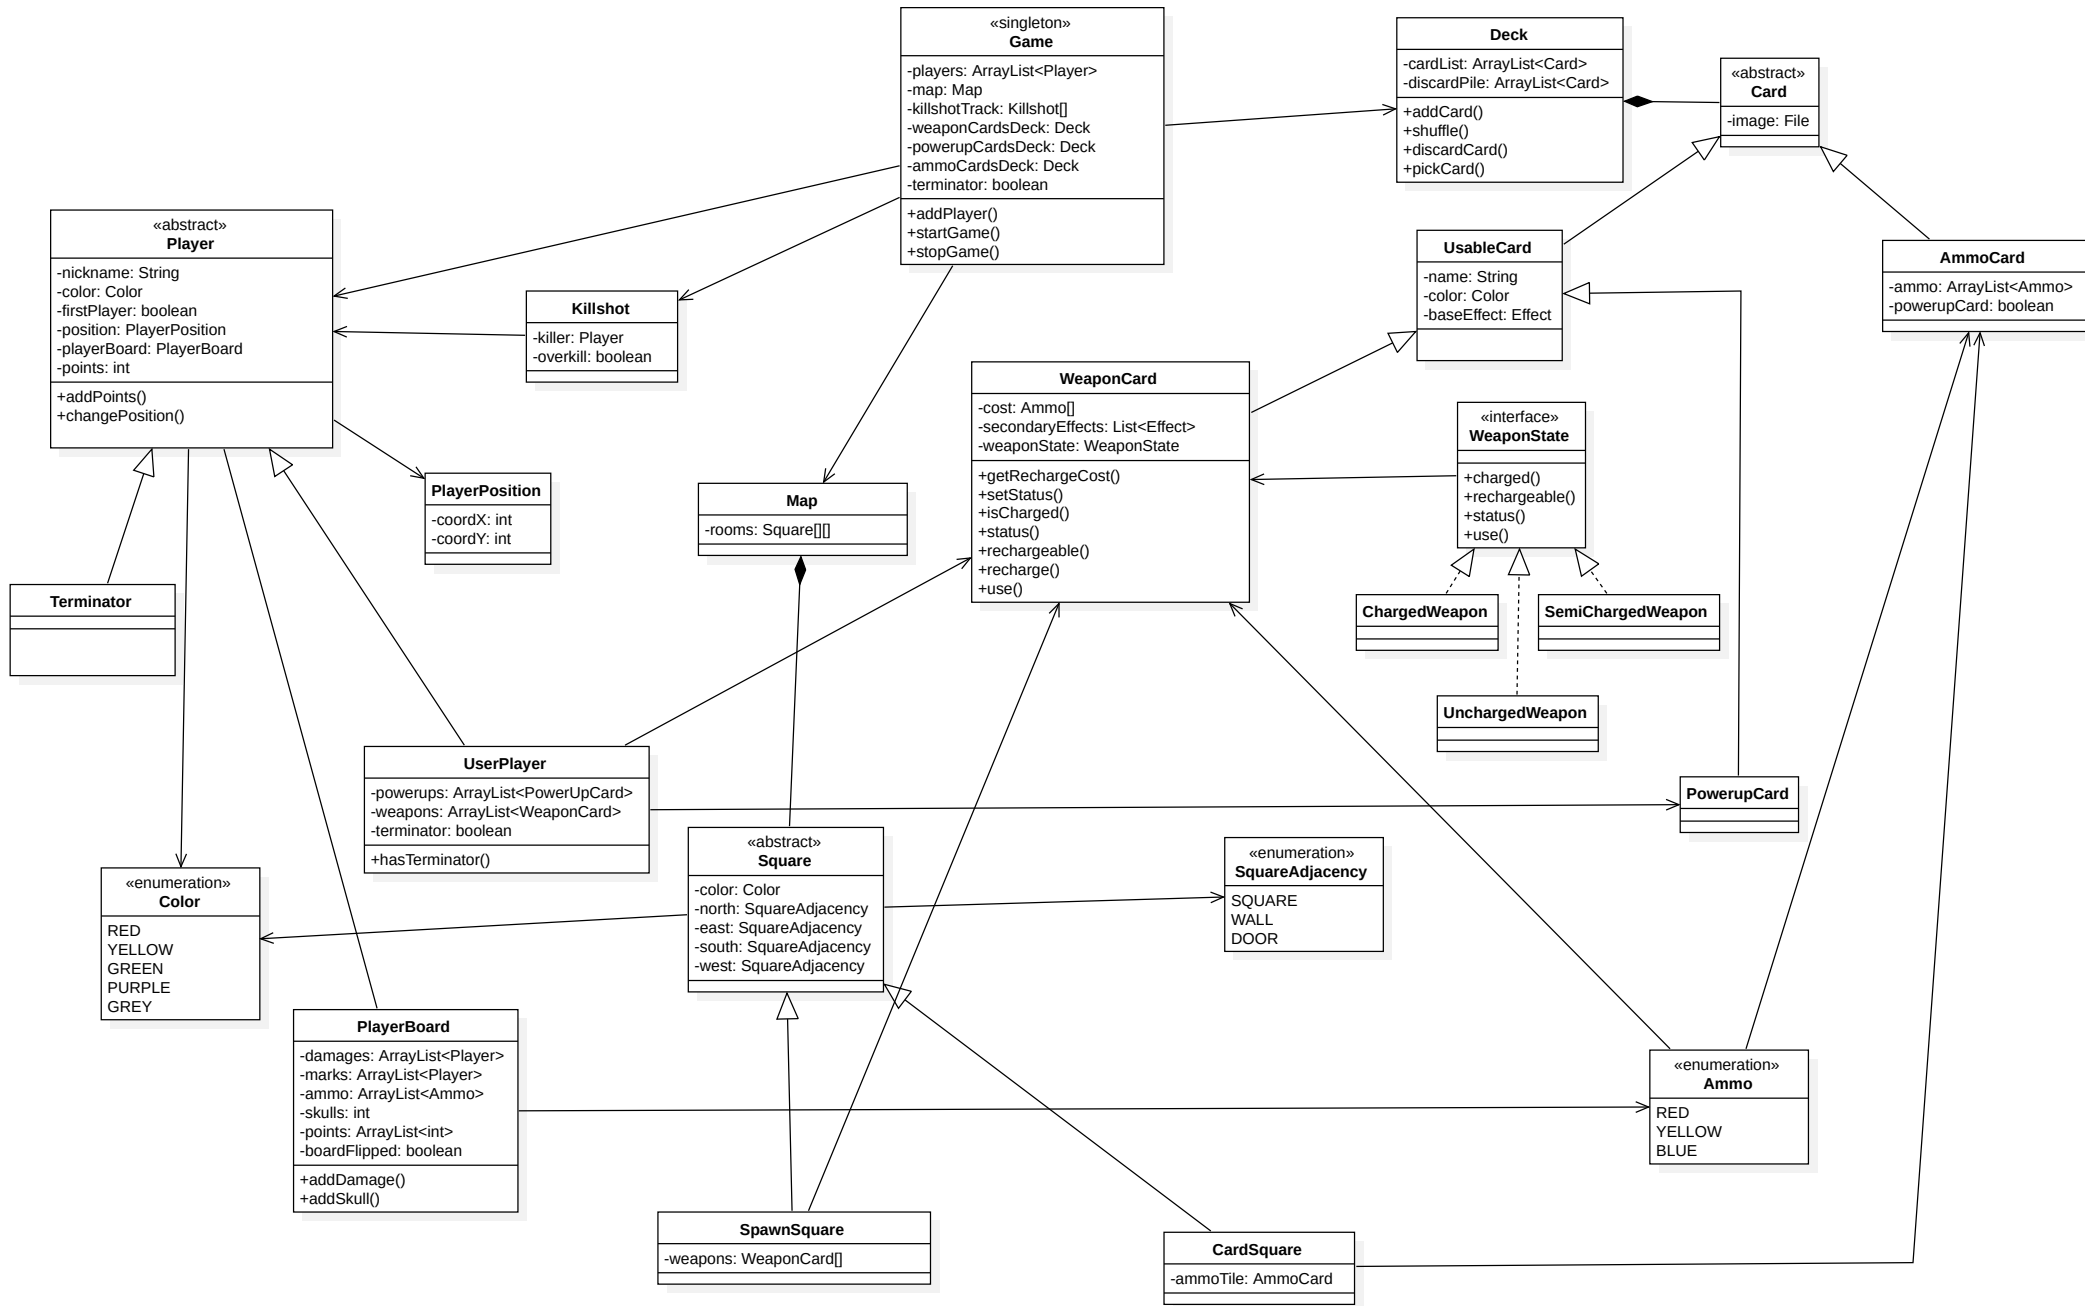 «singleton»
Game
-players: ArrayList<Player>
-map: Map
-killshotTrack: Killshot[]
-weaponCardsDeck: Deck
-powerupCardsDeck: Deck
-ammoCardsDeck: Deck
-terminator: boolean
+addPlayer()
+startGame()
+stopGame()
Deck
-cardList: ArrayList<Card>
-discardPile: ArrayList<Card>
+addCard()
+shuffle()
+discardCard()
+pickCard()
«abstract»
Card
-image: File
«abstract»
Player
-nickname: String
-color: Color
-firstPlayer: boolean
-position: PlayerPosition
-playerBoard: PlayerBoard
-points: int
+addPoints()
+changePosition()
Killshot
-killer: Player
-overkill: boolean
UsableCard
-name: String
-color: Color
-baseEffect: Effect
AmmoCard
-ammo: ArrayList<Ammo>
-powerupCard: boolean
WeaponCard
-cost: Ammo[]
-secondaryEffects: List<Effect>
-weaponState: WeaponState
+getRechargeCost()
+setStatus()
+isCharged()
+status()
+rechargeable()
+recharge()
+use()
«interface»
WeaponState
+charged()
+rechargeable()
+status()
+use()
PlayerPosition
-coordX: int
-coordY: int
Map
-rooms: Square[][]
Terminator
ChargedWeapon
SemiChargedWeapon
UnchargedWeapon
UserPlayer
-powerups: ArrayList<PowerUpCard>
-weapons: ArrayList<WeaponCard>
-terminator: boolean
+hasTerminator()
PowerupCard
«abstract»
Square
-color: Color
-north: SquareAdjacency
-east: SquareAdjacency
-south: SquareAdjacency
-west: SquareAdjacency
«enumeration»
SquareAdjacency
SQUARE
WALL
DOOR
«enumeration»
Color
RED
YELLOW
GREEN
PURPLE
GREY
PlayerBoard
-damages: ArrayList<Player>
-marks: ArrayList<Player>
-ammo: ArrayList<Ammo>
-skulls: int
-points: ArrayList<int>
-boardFlipped: boolean
+addDamage()
+addSkull()
«enumeration»
Ammo
RED
YELLOW
BLUE
SpawnSquare
-weapons: WeaponCard[]
CardSquare
-ammoTile: AmmoCard